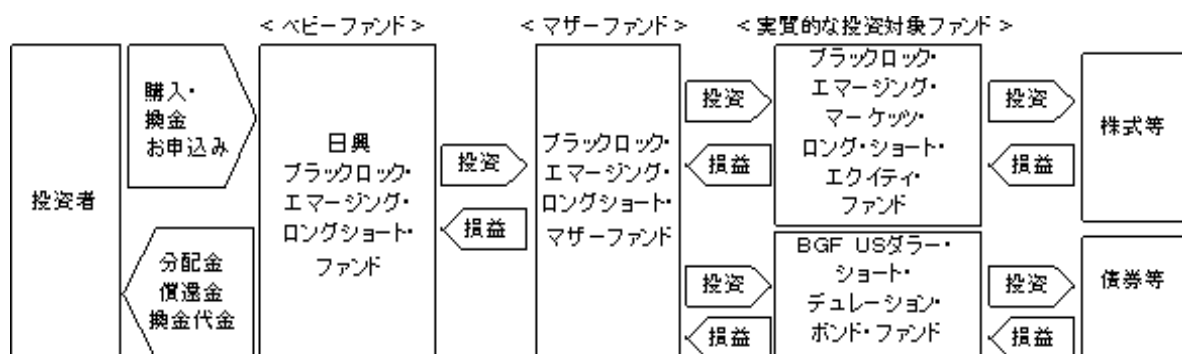 ＜ベビーファンド＞
＜マザーファンド＞
＜実質的な投資対象ファンド＞
投資者
購入・
換金
お申込み
分配金
償還金
換金代金
日興
ブラックロック・
エマージング・
ロングショート・
ファンド
投資
損益
ブラックロック・
エマージング・
ロングショート・
マザーファンド
投資
損益
ブラックロック・
エマージング・
マーケッツ・
ロング・ショート・
エクイティ・
ファンド
投資
損益
株式等
投資
損益
BGF USダラー・
ショート・
デュレーション・
ボンド・ファンド
投資
損益
債券等